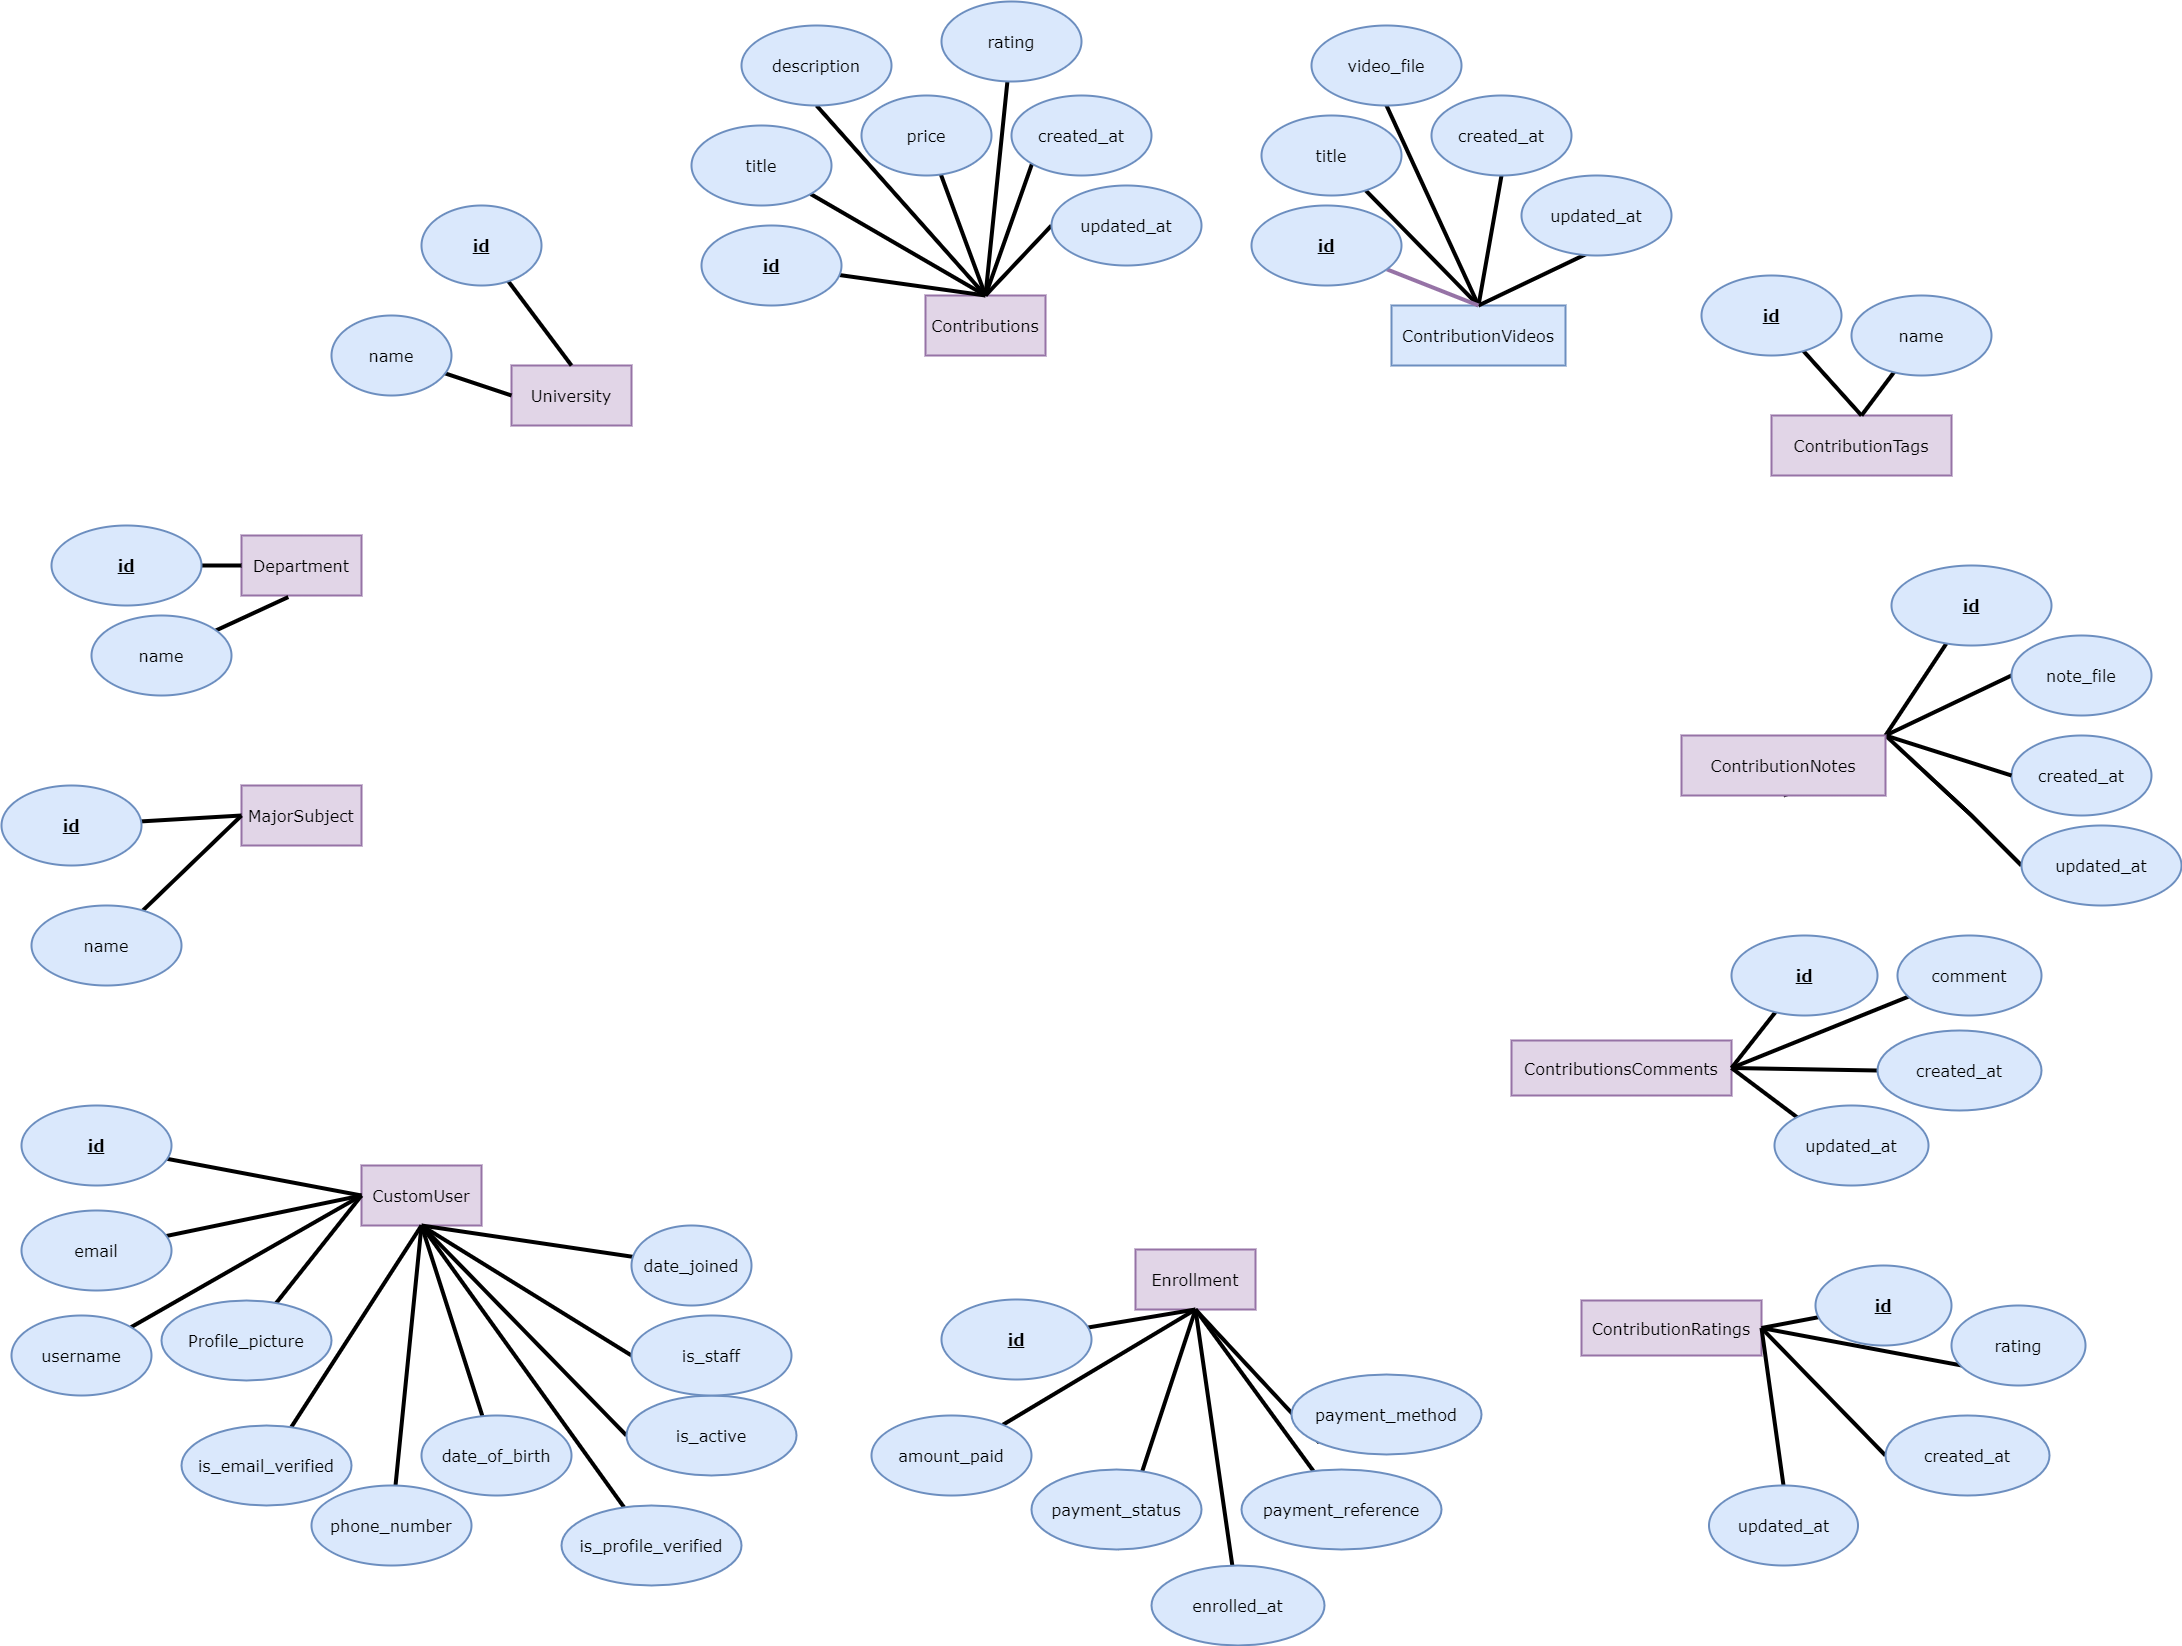 rating
description
video_file
price
created_at
created_at
title
title
updated_at
updated_at
id
id
id
id
name
Contributions
ContributionVideos
name
University
ContributionTags
id
Department
id
name
note_file
ContributionNotes
created_at
id
MajorSubject
updated_at
name
id
comment
ContributionsComments
created_at
id
updated_at
CustomUser
email
date_joined
Enrollment
id
username
Profile_picture
is_staff
id
ContributionRatings
rating
payment_method
is_active
is_email_verified
date_of_birth
amount_paid
created_at
payment_status
payment_reference
phone_number
updated_at
is_profile_verified
enrolled_at